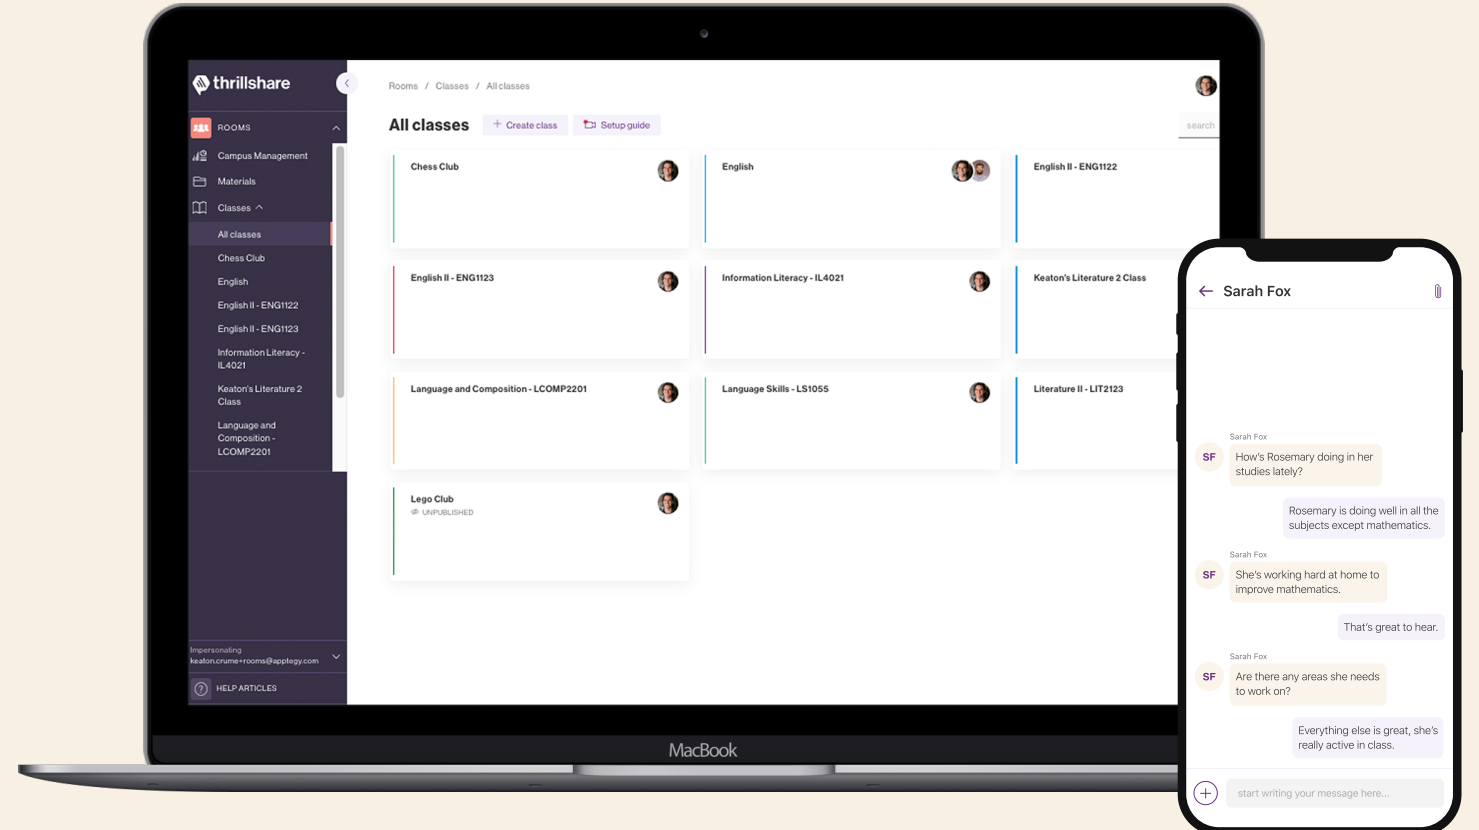 thrillshare
ROOMS
Campus Management
Materials
Classes
All classes
Chess Club
English
English II - ENG1122
English II - ENG1123
Information Literacy -
IL4021
Keaton's Literature 2
Class
Language and
Composition -
LCOMP2201
Impersonating
keaton.crume+rooms@apptegy.com
HELP ARTICLES
Rooms / Classes / All classes
All classes
+ Create class
Setup guide
search
Chess Club
English
English II - ENG1122
English II - ENG1123
Information Literacy - IL4021
Keaton's Literature 2 Class
Language and Composition - LCOMP2201
Language Skills - LS1055
Literature II - LIT2123
Lego Club
UNPUBLISHED
MacBook
Sarah Fox
Sarah Fox
SF
How's Rosemary doing in her
studies lately?
Rosemary is doing well in all the
subjects except mathematics.
Sarah Fox
SF
She's working hard at home to
improve mathematics.
That's great to hear.
Sarah Fox
SF
Are there any areas she needs
to work on?
Everything else is great, she's
really active in class.
start writing your message here...